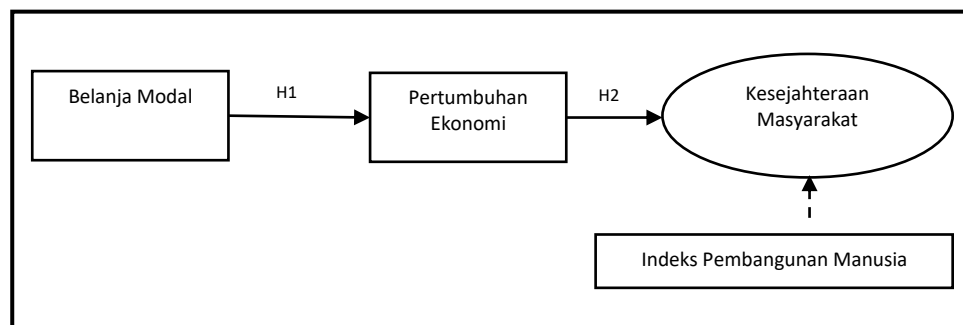 Belanja Modal
H1
Pertumbuhan
Ekonomi
H2
Kesejahteraan
Masyarakat
Indeks Pembangunan Manusia